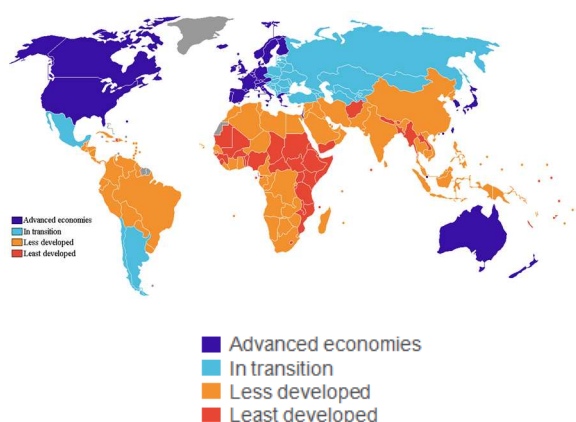 Advanced economies
In transition
Less developed
Least developed
Advanced economies
In transition
Less developed
Least developed